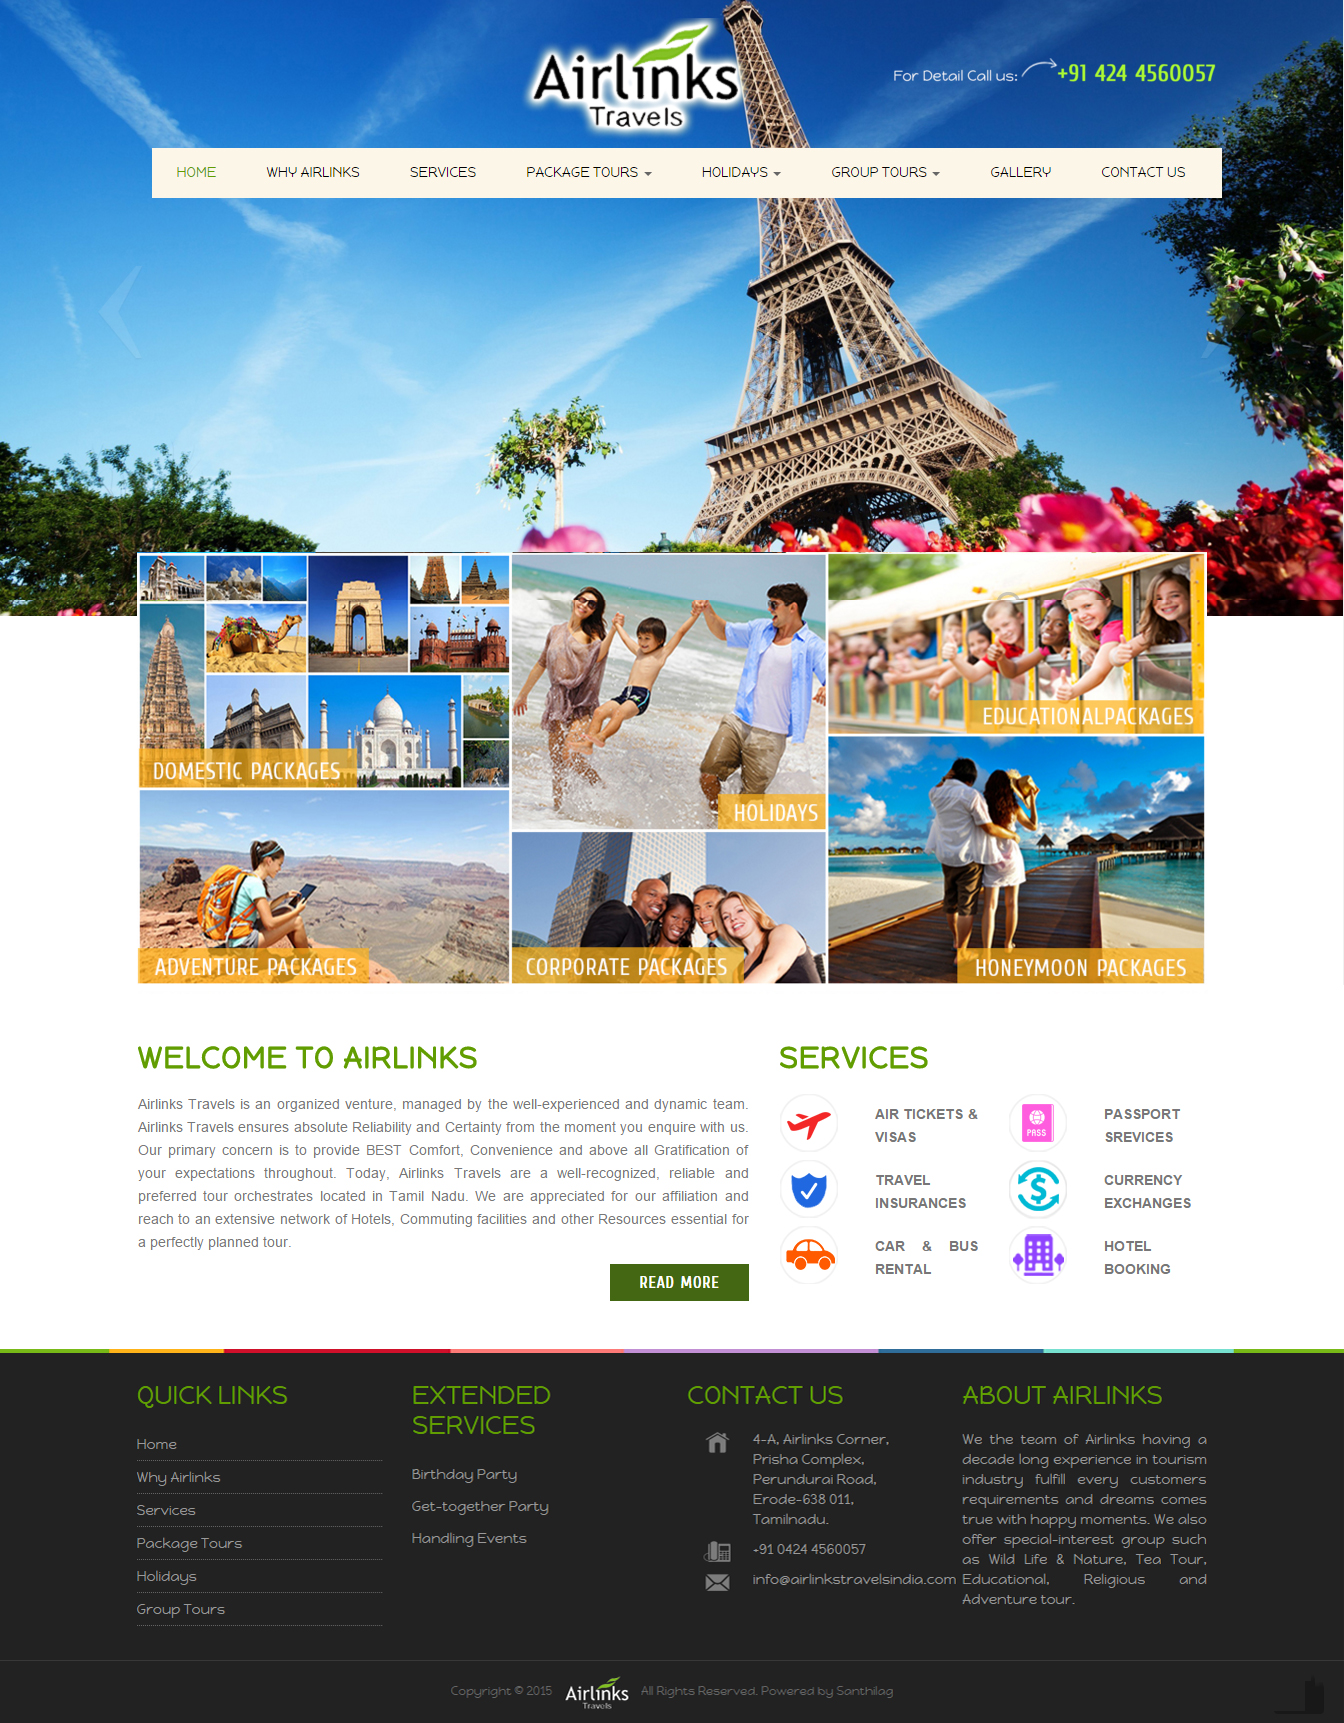 Airlinks
Travels
For Detail Call us: +91 424 4560057
HOME WHY AIRLINKS SERVICES PACKAGE TOURS HOLIDAYS GROUP TOURS GALLERY CONTACT US
DOMESTIC PACKAGES
HOLIDAYS
EDUCATIONALPACKAGES
ADVENTURE PACKAGES
CORPORATE PACKAGES
HONEYMOON PACKAGES
WELCOME TO AIRLINKS
Airlinks Travels is an organized venture, managed by the well-experienced and dynamic team.
Airlinks Travels ensures absolute Reliability and Certainty from the moment you enquire with us.
Our primary concern is to provide BEST Comfort, Convenience and above all Gratification of
your expectations throughout. Today, Airlinks Travels are a well-recognized, reliable and
preferred tour orchestrates located in Tamil Nadu. We are appreciated for our affiliation and
reach to an extensive network of Hotels, Commuting facilities and other Resources essential for
a perfectly planned tour.
READ MORE
SERVICES
AIR TICKETS &
VISAS
PASS
PASSPORT
SREVICES
TRAVEL
INSURANCES
$
CURRENCY
EXCHANGES
CAR & BUS
RENTAL
HOTEL
BOOKING
QUICK LINKS
Home
Why Airlinks
Services
Package Tours
Holidays
Group Tours
EXTENDED
SERVICES
Birthday Party
Get-together Party
Handling Events
CONTACT US
4-A, Airlinks Corner,
Prisha Complex,
Perundurai Road,
Erode-638 011,
Tamilnadu.
+91 0424 4560057
info@airlinkstravelsindia.com
ABOUT AIRLINKS
We the team of Airlinks having a
decade long experience in tourism
industry fulfill every customers
requirements and dreams comes
true with happy moments. We also
offer special-interest group such
as Wild Life & Nature, Tea Tour,
Educational, Religious and
Adventure tour.
Copyright © 2015 Airlinks Travels All Rights Reserved. Powered by Santhilag